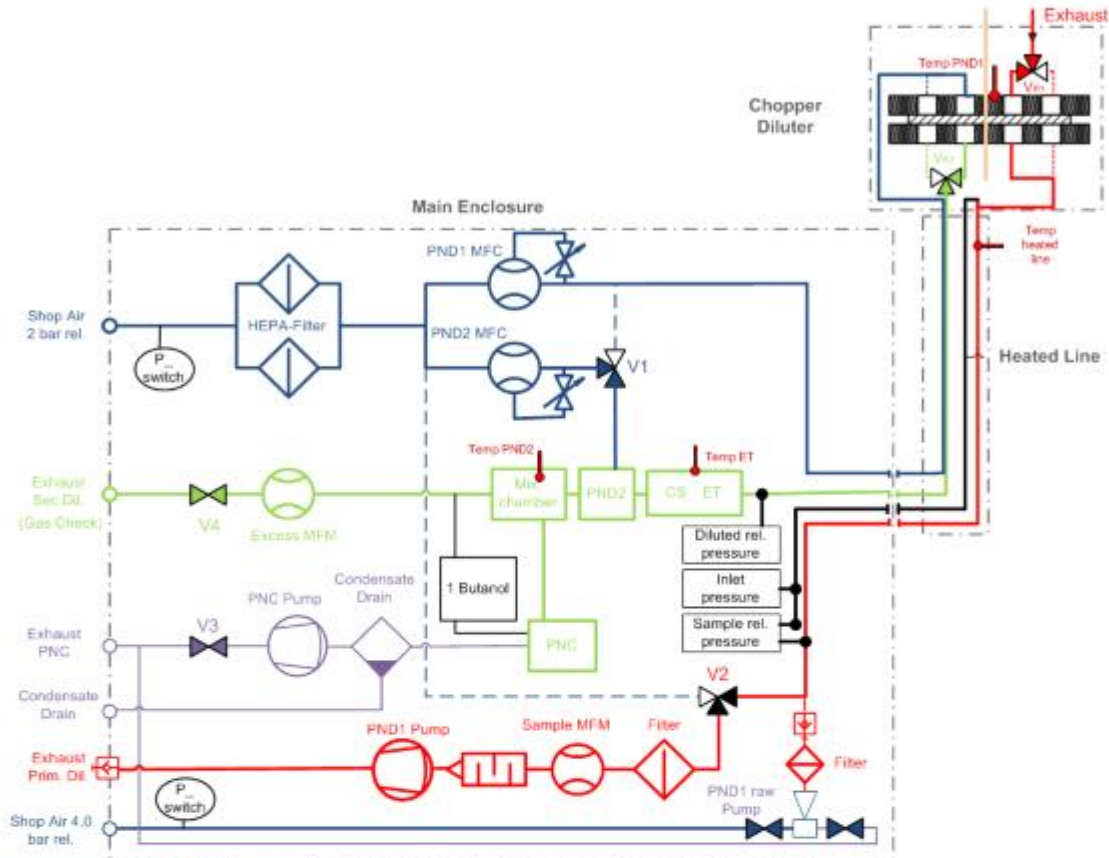 Exhaust
Temp PND1
Chopper
Diluter
Main Enclosure
Temp
heated
line
PND1 MFC
Shop Air
2 bar rel.
HEPA-Filter
PND2 MFC
P_
switch
V1
Heated Line
Temp PND2
Temp ET
Exhaust
Sec.Dil.
(Gas Check)
Mix
chamber
PND2
CS ET
V4
Excess MFM
Diluted rel.
pressure
Condensate
Drain
1 Butanol
Inlet
pressure
PNC Pump
V3
Exhaust
PNC
PNC
Sample rel.
pressure
V2
Condensate
Drain
PND1 Pump
Sample MFM
Filter
Exhaust
Prim. Dil.
Filter
P_
switch
PND1 raw
Pump
Shop Air 4.0
bar rel.